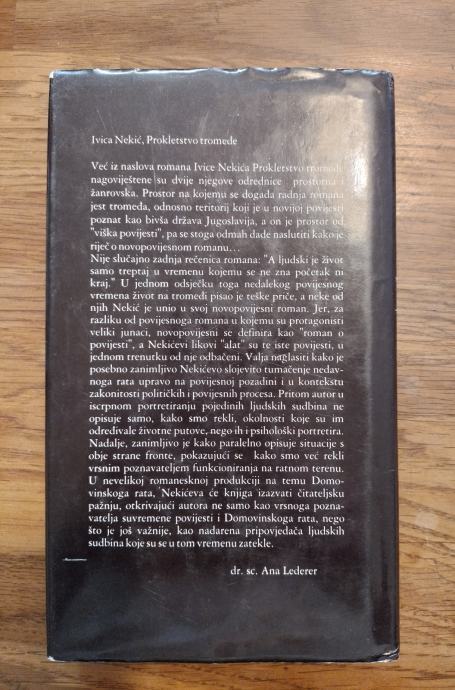 Ivica Nekić, Prokletstvo tromeđe
Već iz naslova romana Ivice Nekića Prokletstvo tromeđe
nagoviještene su dvije njegove odrednice prostorna i
žanrovska. Prostor na kojemu se događa radnja romana
jest tromeđa, odnosno teritorij koji je u novijoj povijesti
poznat kao bivša država Jugoslavija, a on je prostor od
"viška povijesti", pa se stoga odmah dade naslutiti kako je
riječ o novopovijesnom romanu...
Nije slučajno zadnja rečenica romana: "A ljudski je život
samo treptaj u vremenu kojemu se ne zna početak ni
kraj." U jednom odsječku toga nedalekog povijesnog
vremena život na tromeđi pisao je teške priče, a neke od
njih Nekić je unio u svoj novopovijesni roman. Jer, za
razliku od povijesnoga romana u kojemu su protagonisti
veliki junaci, novopovijesni se definira kao "roman o
povijesti", a Nekićevi likovi "alat" su te iste povijesti, u
jednom trenutku od nje odbačeni. Valja naglasiti kako je
posebno zanimljivo Nekićevo slojevito tumačenje nedav-
noga rata upravo na povijesnoj pozadini i u kontekstu
zakonitosti političkih i povijesnih procesa. Pritom autor u
iscrpnom portretiranju pojedinih ljudskih sudbina ne
opisuje samo, kako smo rekli, okolnosti koje su im
određivale životne putove, nego ih i psihološki portretira.
Nadalje, zanimljivo je kako paralelno opisuje situacije s
obje strane fronte, pokazujući se kako smo već rekli
vrsnim poznavateljem funkcioniranja na ratnom terenu.
U nevelikoj romanesknoj produkciji na temu Domo-
vinskoga rata, Nekićeva će knjiga izazvati čitateljsku
pažnju, otkrivajući autora ne samo kao vrsnoga pozna-
vatelja suvremene povijesti i Domovinskoga rata, nego
što je još važnije, kao nadarena pripovjedača ljudskih
sudbina koje su se u tom vremenu zatekle.
dr. sc. Ana Lederer